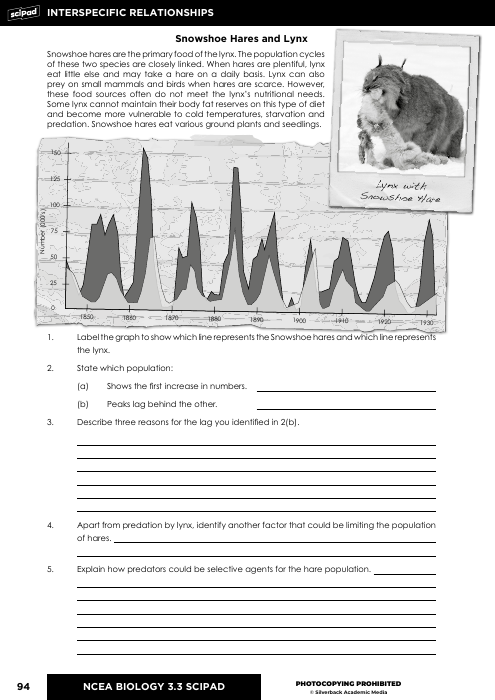 scipad INTERSPECIFIC RELATIONSHIPS
Snowshoe Hares and Lynx
Snowshoe hares are the primary food of the lynx. The population cycles
of these two species are closely linked. When hares are plentiful, lynx
eat little else and may take a hare on a daily basis. Lynx can also
prey on small mammals and birds when hares are scarce. However,
these food sources often do not meet the lynx's nutritional needs.
Some lynx cannot maintain their body fat reserves on this type of diet
and become more vulnerable to cold temperatures, starvation and
predation. Snowshoe hares eat various ground plants and seedlings.
Lynx with
Snowshoe Hare
150
125
100
75
50
25
0
Number (000's)
1850 1860 1870 1880 1890 1900 1910 1920 1930
1. Label the graph to show which line represents the Snowshoe hares and which line represents
the lynx.
2. State which population:
(a) Shows the first increase in numbers.
(b) Peaks lag behind the other.
3. Describe three reasons for the lag you identified in 2(b).
4. Apart from predation by lynx, identify another factor that could be limiting the population
of hares.
5. Explain how predators could be selective agents for the hare population.
94 NCEA BIOLOGY 3.3 SCIPAD PHOTOCOPYING PROHIBITED
© Silverback Academic Media